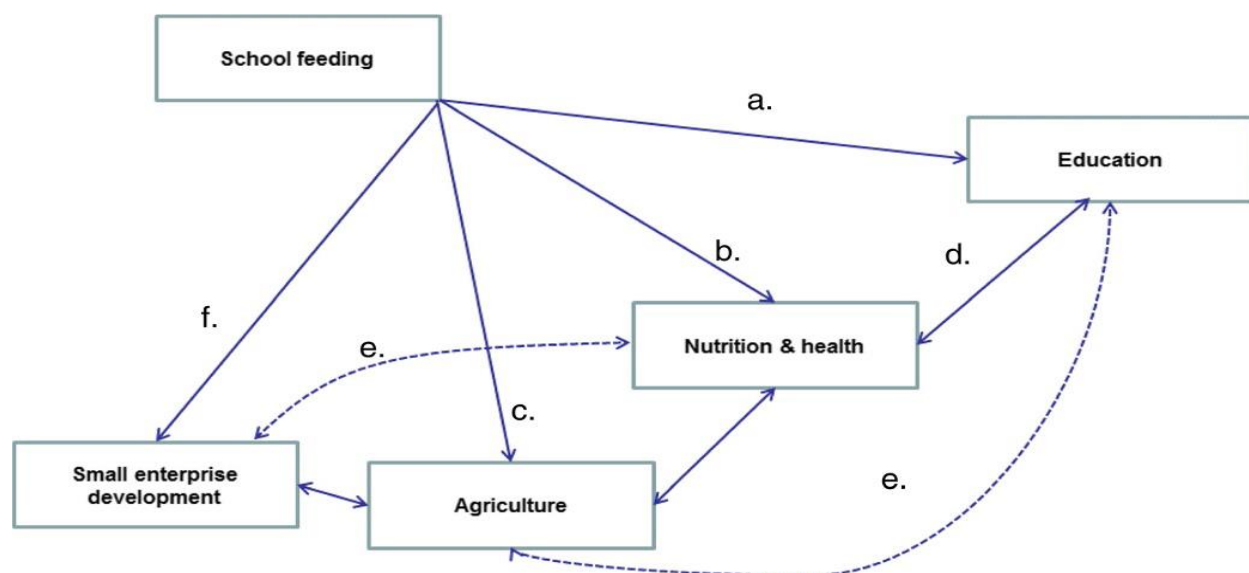 School feeding
a.
Education
b.
d.
f.
e.
Nutrition & health
c.
Small enterprise
development
Agriculture
e.